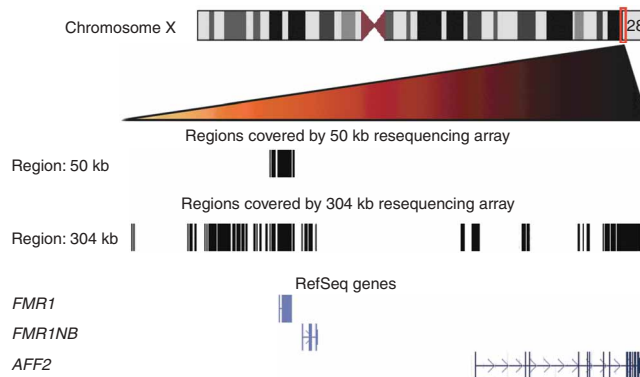 Chromosome X
28
Regions covered by 50 kb resequencing array
Region: 50 kb
Regions covered by 304 kb resequencing array
Region: 304 kb
RefSeq genes
FMR1
FMR1NB
AFF2